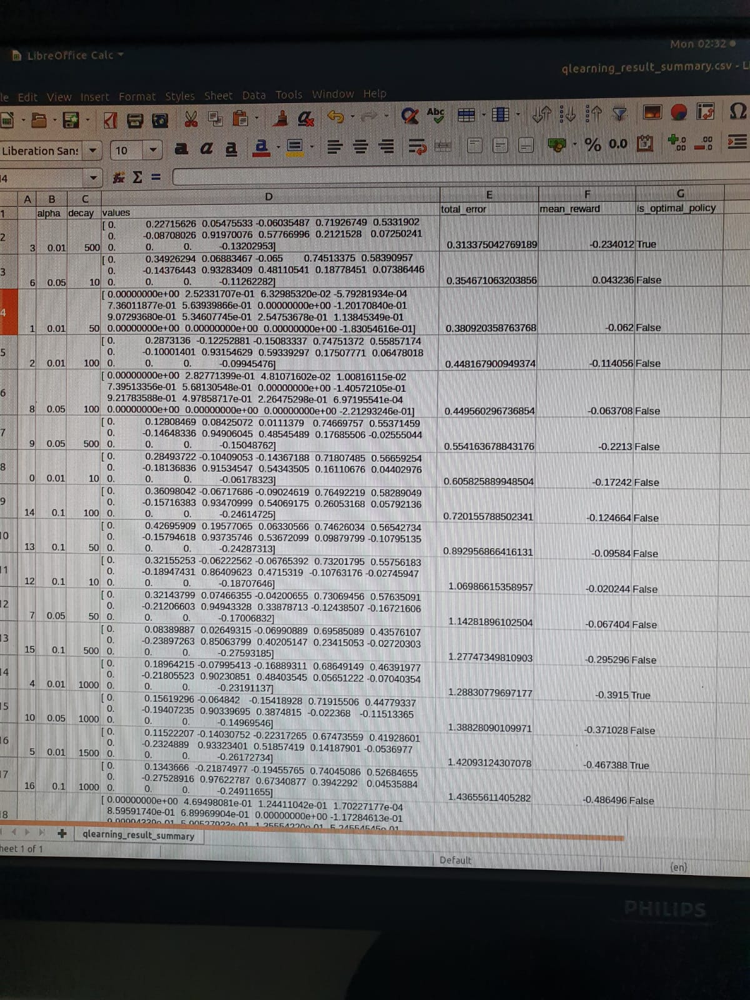 Mon 02:32
LibreOffice Calc
qlearning_result_summary.csv - L
le Edit View Insert Format Styles Sheet Data Tools Window Help
Liberation Sans 10
14
A B C D E F G
1 alpha decay values total_error mean_reward is_optimal_policy
[ 0. 0.22715626 0.05475533 -0.06035487 0.71926749 0.5331902
0. -0.08708026 0.91970076 0.57766996 0.2121528 0.07250241
2 3 0.01 500 0. 0. 0. -0.13202953] 0.313375042769189 -0.234012 True
[ 0. 0.34926294 0.06883467 -0.065 0.74513375 0.58390957
0. -0.14376443 0.93283409 0.48110541 0.18778451 0.07386446
3 6 0.05 10 0. 0. 0. -0.11262282] 0.354671063203856 0.043236 False
[ 0.00000000e+00 2.52331707e-01 6.32985320e-02 -5.79281934e-04
7.36011877e-01 5.63939866e-01 0.00000000e+00 -1.20170840e-01
9.07293680e-01 5.34607745e-01 2.54753678e-01 1.13845349e-01
4 1 0.01 50 0.00000000e+00 0.00000000e+00 0.00000000e+00 -1.83054616e-01] 0.380920358763768 -0.062 False
[ 0. 0.2873136 -0.12252881 -0.15083337 0.74751372 0.55857174
0. -0.10001401 0.93154629 0.59339297 0.17507771 0.06478018
5 2 0.01 100 0. 0. 0. -0.09945476] 0.448167900949374 -0.114056 False
[ 0.00000000e+00 2.82771399e-01 4.81071602e-02 1.00816115e-02
7.39513356e-01 5.68130548e-01 0.00000000e+00 -1.40572105e-01
9.21783588e-01 4.97858717e-01 2.26475298e-01 6.97195541e-04
6 8 0.05 100 0.00000000e+00 0.00000000e+00 0.00000000e+00 -2.21293246e-01] 0.449560296736854 -0.063708 False
[ 0. 0.12808469 0.08425072 0.0111379 0.74669757 0.55371459
0. -0.14648336 0.94906045 0.48545489 0.17685506 -0.02555044
7 9 0.05 500 0. 0. 0. -0.15048762] 0.554163678843176 -0.2213 False
[ 0. 0.28493722 -0.10409053 -0.14367188 0.71807485 0.56659254
0. -0.18136836 0.91534547 0.54343505 0.16110676 0.04402976
8 0 0.01 10 0. 0. 0. -0.06178323] 0.605825889948504 -0.17242 False
[ 0. 0.36098042 -0.06717686 -0.09024619 0.76492219 0.58289049
0. -0.15716383 0.93470999 0.54069175 0.26053168 0.05792136
9 14 0.1 100 0. 0. 0. -0.24614725] 0.720155788502341 -0.124664 False
[ 0. 0.42695909 0.19577065 0.06330566 0.74626034 0.56542734
0. -0.15794618 0.93735746 0.53672099 0.09879799 -0.10795135
10 13 0.1 50 0. 0. 0. -0.24287313] 0.892956866416131 -0.09584 False
[ 0. 0.32155253 -0.06222562 -0.06765392 0.73201795 0.55756183
0. -0.18947431 0.86409623 0.4715319 -0.10763176 -0.02745947
11 12 0.1 10 0. 0. 0. -0.18707646] 1.06986615358957 -0.020244 False
[ 0. 0.32143799 0.07466355 -0.04200655 0.73069456 0.57635091
0. -0.21206603 0.94943328 0.33878713 -0.12438507 -0.16721606
12 7 0.05 50 0. 0. 0. -0.17006832] 1.14281896102504 -0.067404 False
[ 0. 0.08389887 0.02649315 -0.06990889 0.69585089 0.43576107
0. -0.23897263 0.85063799 0.40205147 0.23415053 -0.02720303
13 15 0.1 500 0. 0. 0. -0.27593185] 1.27747349810903 -0.295296 False
[ 0. 0.18964215 -0.07995413 -0.16889311 0.68649149 0.46391977
0. -0.21805523 0.90230851 0.48403545 0.05651222 -0.07040354
14 4 0.01 1000 0. 0. 0. -0.23191137] 1.28830779697177 -0.3915 True
[ 0. 0.15619296 -0.064842 -0.15418928 0.71915506 0.44779337
0. -0.19407235 0.90339695 0.3874815 -0.022368 -0.11513365
15 10 0.05 1000 0. 0. 0. -0.14969546] 1.38828090109971 -0.371028 False
[ 0. 0.11522207 -0.14030752 -0.22317265 0.67473559 0.41928601
0. -0.2324889 0.93323401 0.51857419 0.14187901 -0.0536977
16 5 0.01 1500 0. 0. 0. -0.26172734] 1.42093124307078 -0.467388 True
[ 0. 0.1343666 -0.21874977 -0.19455765 0.74045086 0.52684655
0. -0.27528916 0.97622787 0.67340877 0.3942292 0.04535884
17 16 0.1 1000 0. 0. 0. -0.24911655] 1.43655611405282 -0.486496 False
[ 0.00000000e+00 4.69498081e-01 1.24411042e-01 1.70227177e-04
8.59591740e-01 6.89969904e-01 0.00000000e+00 -1.17284613e-01
qlearning_result_summary
heet 1 of 1
Default
(en)
PHILIPS